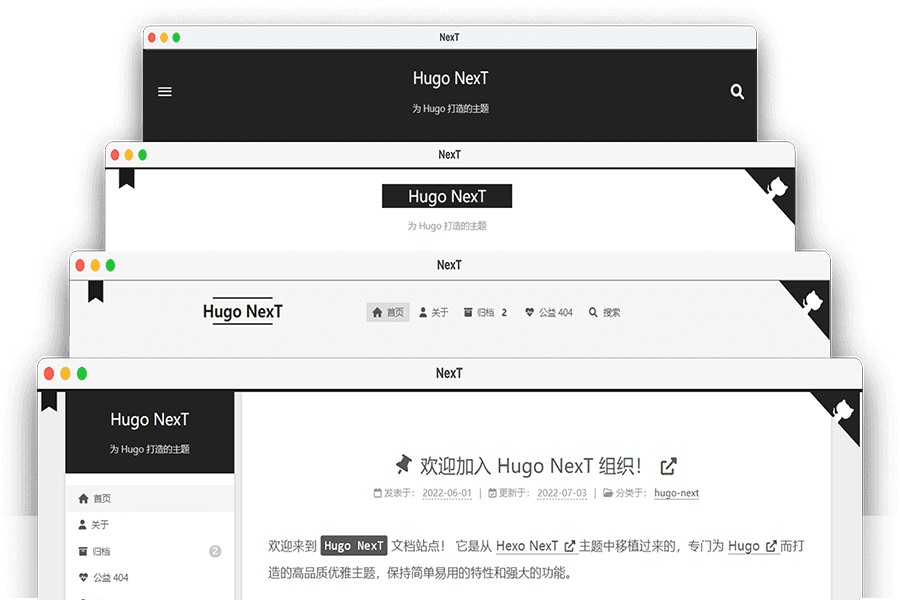 NexT
Hugo NexT
为 Hugo 打造的主题
NexT
Hugo NexT
为 Hugo 打造的主题
NexT
Hugo NexT
首页 关于 归档 2 公益 404 搜索
NexT
Hugo NexT
为 Hugo 打造的主题
首页
关于
归档 2
公益 404
欢迎加入 Hugo NexT 组织！
发表于： 2022-06-01 | 更新于： 2022-07-03 | 分类于： hugo-next
欢迎来到 Hugo NexT 文档站点！ 它是从 Hexo NexT 主题中移植过来的，专门为 Hugo 而打
造的高品质优雅主题，保持简单易用的特性和强大的功能。